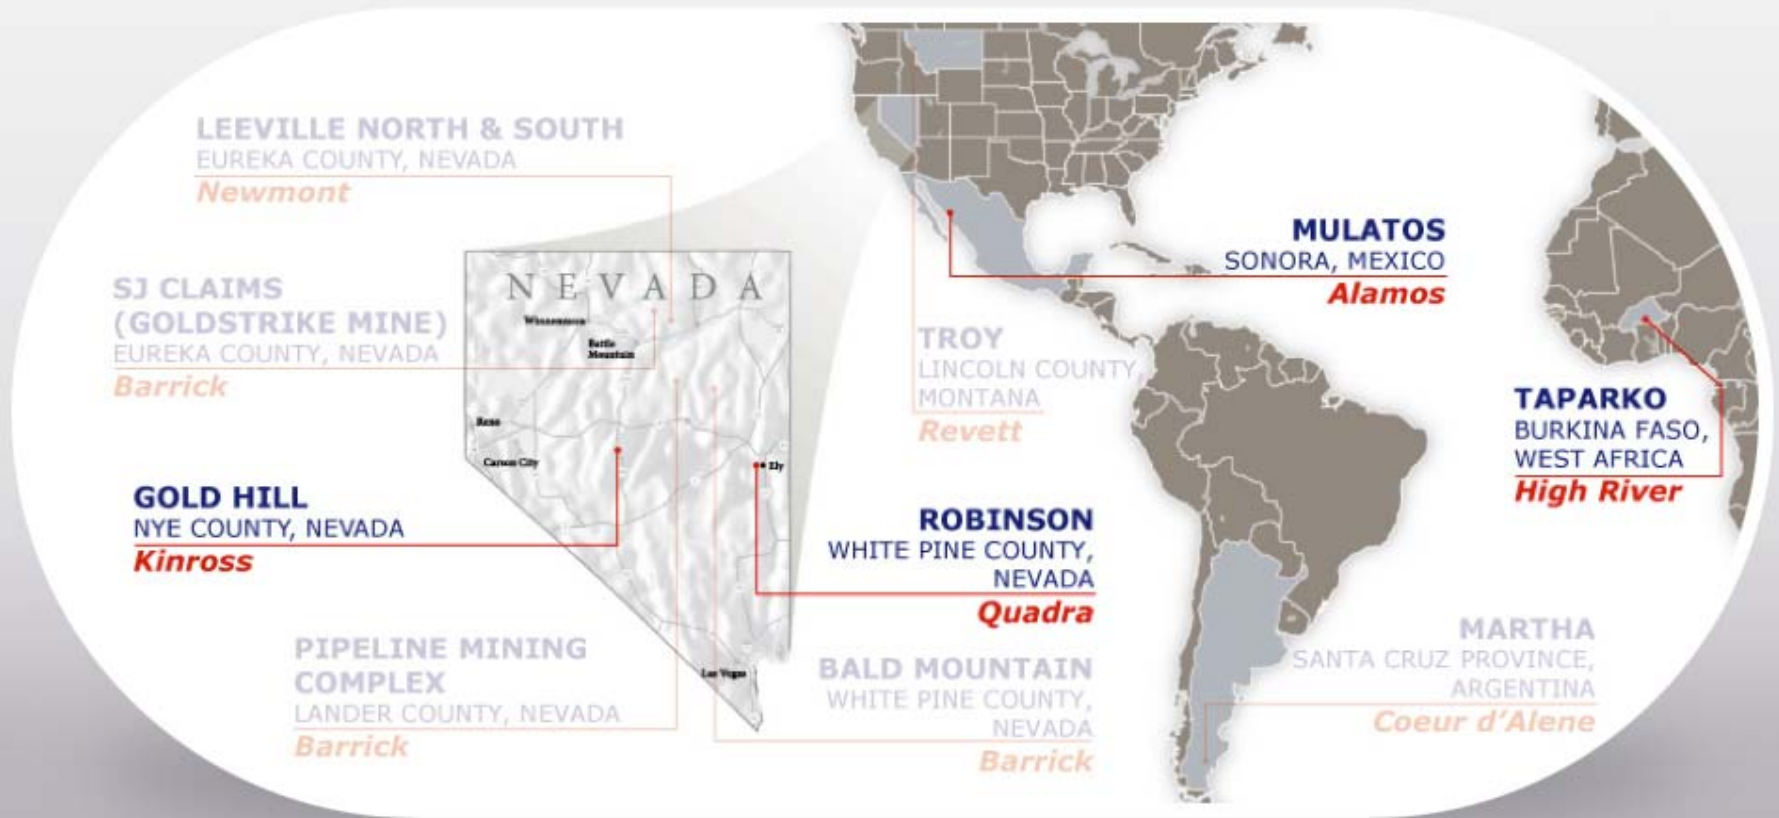 LEEVILLE NORTH & SOUTH
EUREKA COUNTY, NEVADA
Newmont
SJ CLAIMS
(GOLDSTRIKE MINE)
EUREKA COUNTY, NEVADA
Barrick
GOLD HILL
NYE COUNTY, NEVADA
Kinross
PIPELINE MINING
COMPLEX
LANDER COUNTY, NEVADA
Barrick
NEVADA
Winnemucca
Battle
Mountain
Reno
Carson City
Ely
Las Vegas
ROBINSON
WHITE PINE COUNTY,
NEVADA
Quadra
BALD MOUNTAIN
WHITE PINE COUNTY,
NEVADA
Barrick
TROY
LINCOLN COUNTY,
MONTANA
Revett
MULATOS
SONORA, MEXICO
Alamos
TAPARKO
BURKINA FASO,
WEST AFRICA
High River
MARTHA
SANTA CRUZ PROVINCE,
ARGENTINA
Coeur d'Alene